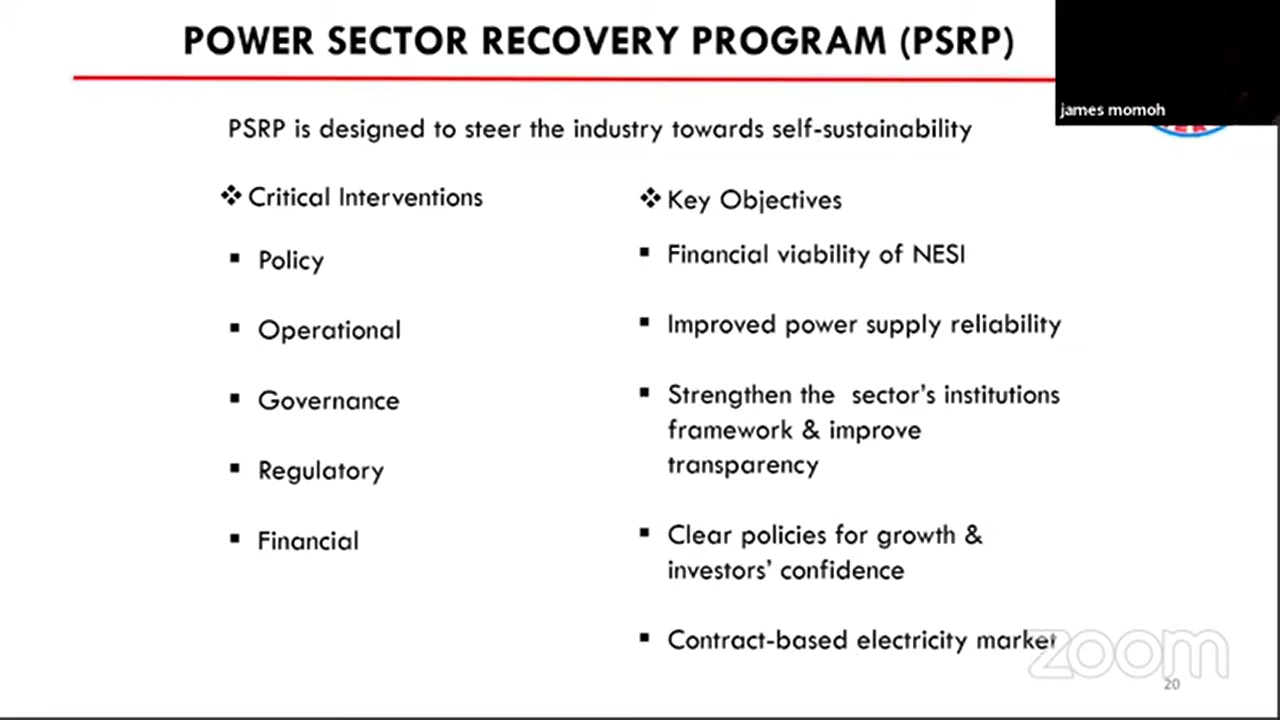 POWER SECTOR RECOVERY PROGRAM (PSRP)
james momoh
PSRP is designed to steer the industry towards self-sustainability
❖ Critical Interventions
▪ Policy
▪ Operational
▪ Governance
▪ Regulatory
▪ Financial
❖ Key Objectives
▪ Financial viability of NESI
▪ Improved power supply reliability
▪ Strengthen the sector's institutions
framework & improve
transparency
▪ Clear policies for growth &
investors' confidence
▪ Contract-based electricity market
zoom
20